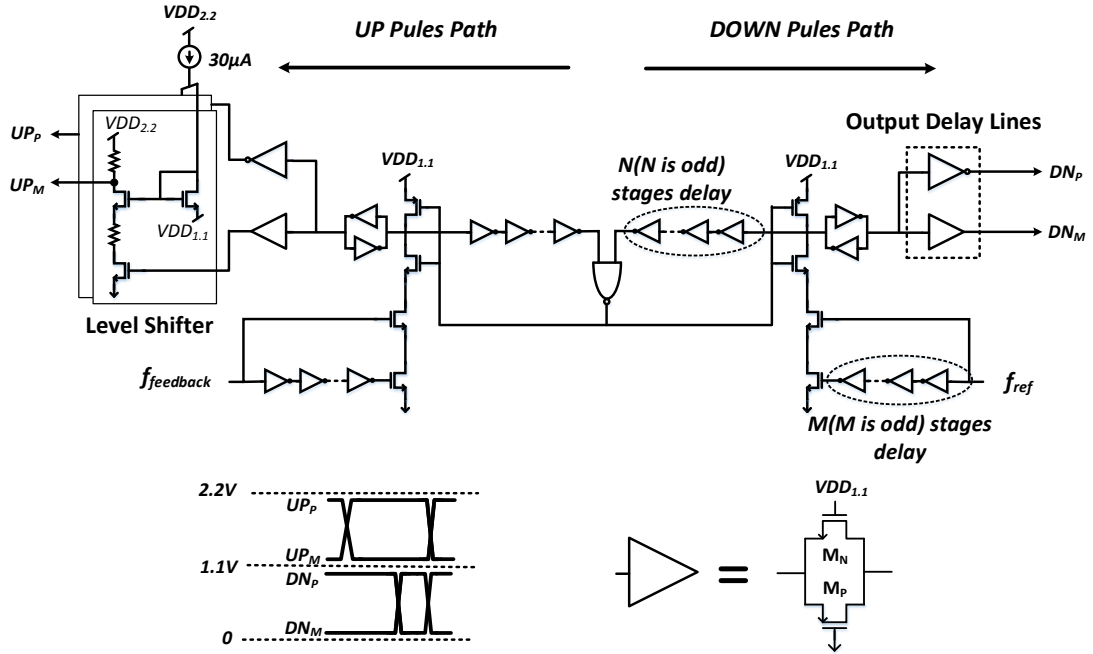 VDD2.2
30μA
UP Pules Path
DOWN Pules Path
VDD2.2
UPP
UPM
VDD1.1
Level Shifter
VDD1.1
N(N is odd)
stages delay
VDD1.1
Output Delay Lines
DNP
DNM
ffeedback
fref
M(M is odd) stages
delay
2.2V
UPP
UPM
1.1V
DNP
DNM
0
=
VDD1.1
MN
MP